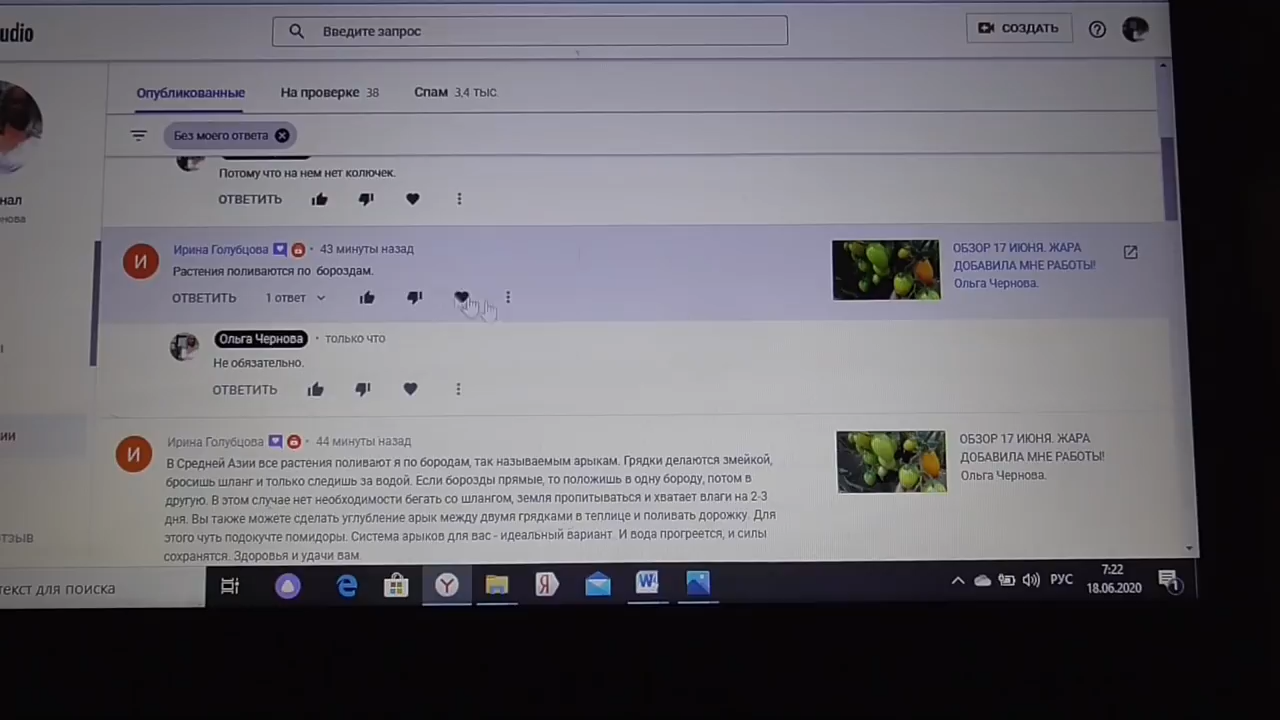 udio
Введите запрос
СОЗДАТЬ
Опубликованные На проверке 38 Спам 3,4 тыс.
Без моего ответа
Потому что на нем нет колючек.
ОТВЕТИТЬ
нал
нова
Ирина Голубцова • 43 минуты назад
Растения поливаются по бороздам.
ОТВЕТИТЬ 1 ответ
ОБЗОР 17 ИЮНЯ. ЖАРА
ДОБАВИЛА МНЕ РАБОТЫ!
Ольга Чернова.
И
Ольга Чернова • только что
Не обязательно.
ОТВЕТИТЬ
ии
И
Ирина Голубцова • 44 минуты назад
В Средней Азии все растения поливают я по бородам, так называемым арыкам. Грядки делаются змейкой,
бросишь шланг и только следишь за водой. Если борозды прямые, то положишь в одну бороду, потом в
другую. В этом случае нет необходимости бегать со шлангом, земля пропитываться и хватает влаги на 2-3
дня. Вы также можете сделать углубление арык между двумя грядками в теплице и поливать дорожку. Для
этого чуть подокучте помидоры. Система арыков для вас - идеальный вариант. И вода прогреется, и силы
сохранятся. Здоровья и удачи вам.
ОБЗОР 17 ИЮНЯ. ЖАРА
ДОБАВИЛА МНЕ РАБОТЫ!
Ольга Чернова.
отзыв
текст для поиска
Y
Я
W
РУС
7:22
18.06.2020
1